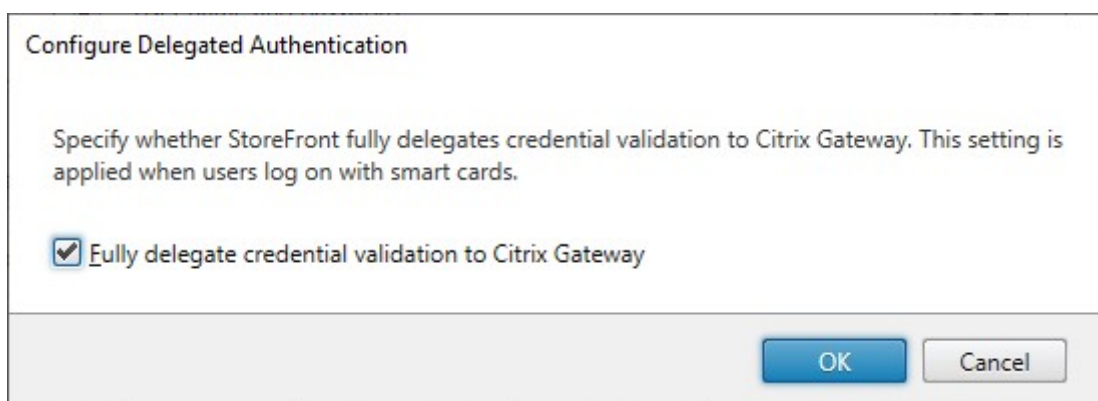 Configure Delegated Authentication
Specify whether StoreFront fully delegates credential validation to Citrix Gateway. This setting is
applied when users log on with smart cards.
Fully delegate credential validation to Citrix Gateway
OK
Cancel